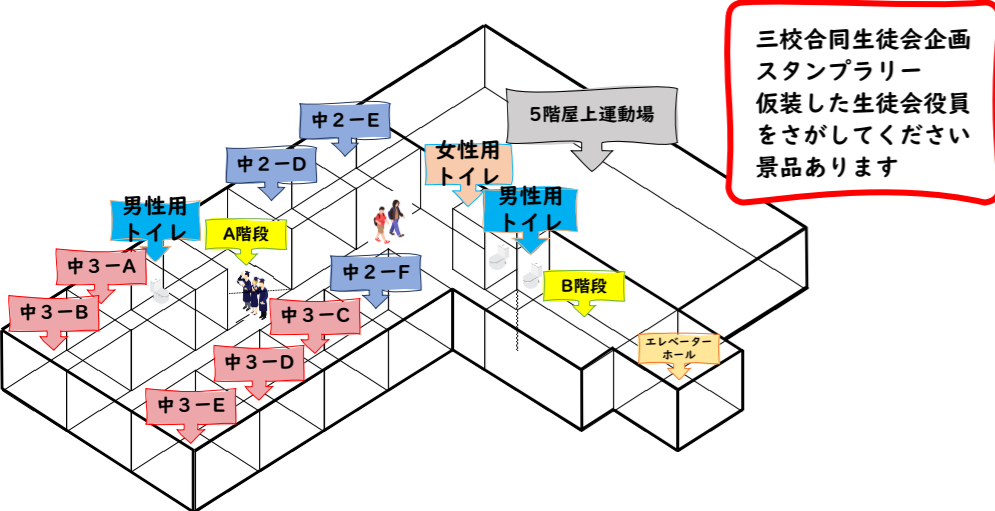 三校合同生徒会企画
スタンプラリー
仮装した生徒会役員
をさがしてください
景品あります
5階屋上運動場
中２－E
中２－D
女性用
トイレ
男性用
トイレ
男性用
トイレ
A階段
中３－A
中２－F
B階段
中３－B
中３－C
エレベーター
ホール
中３－D
中３－E